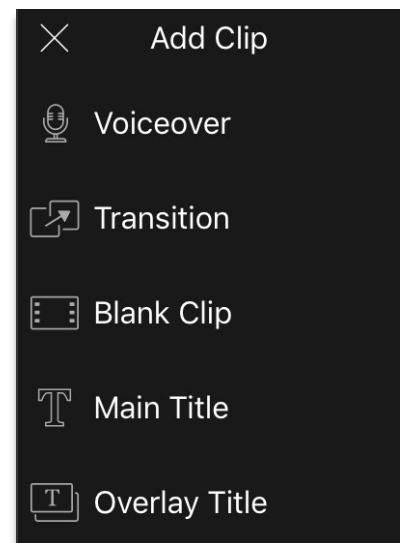 Add Clip
Voiceover
Transition
Blank Clip
Main Title
Overlay Title